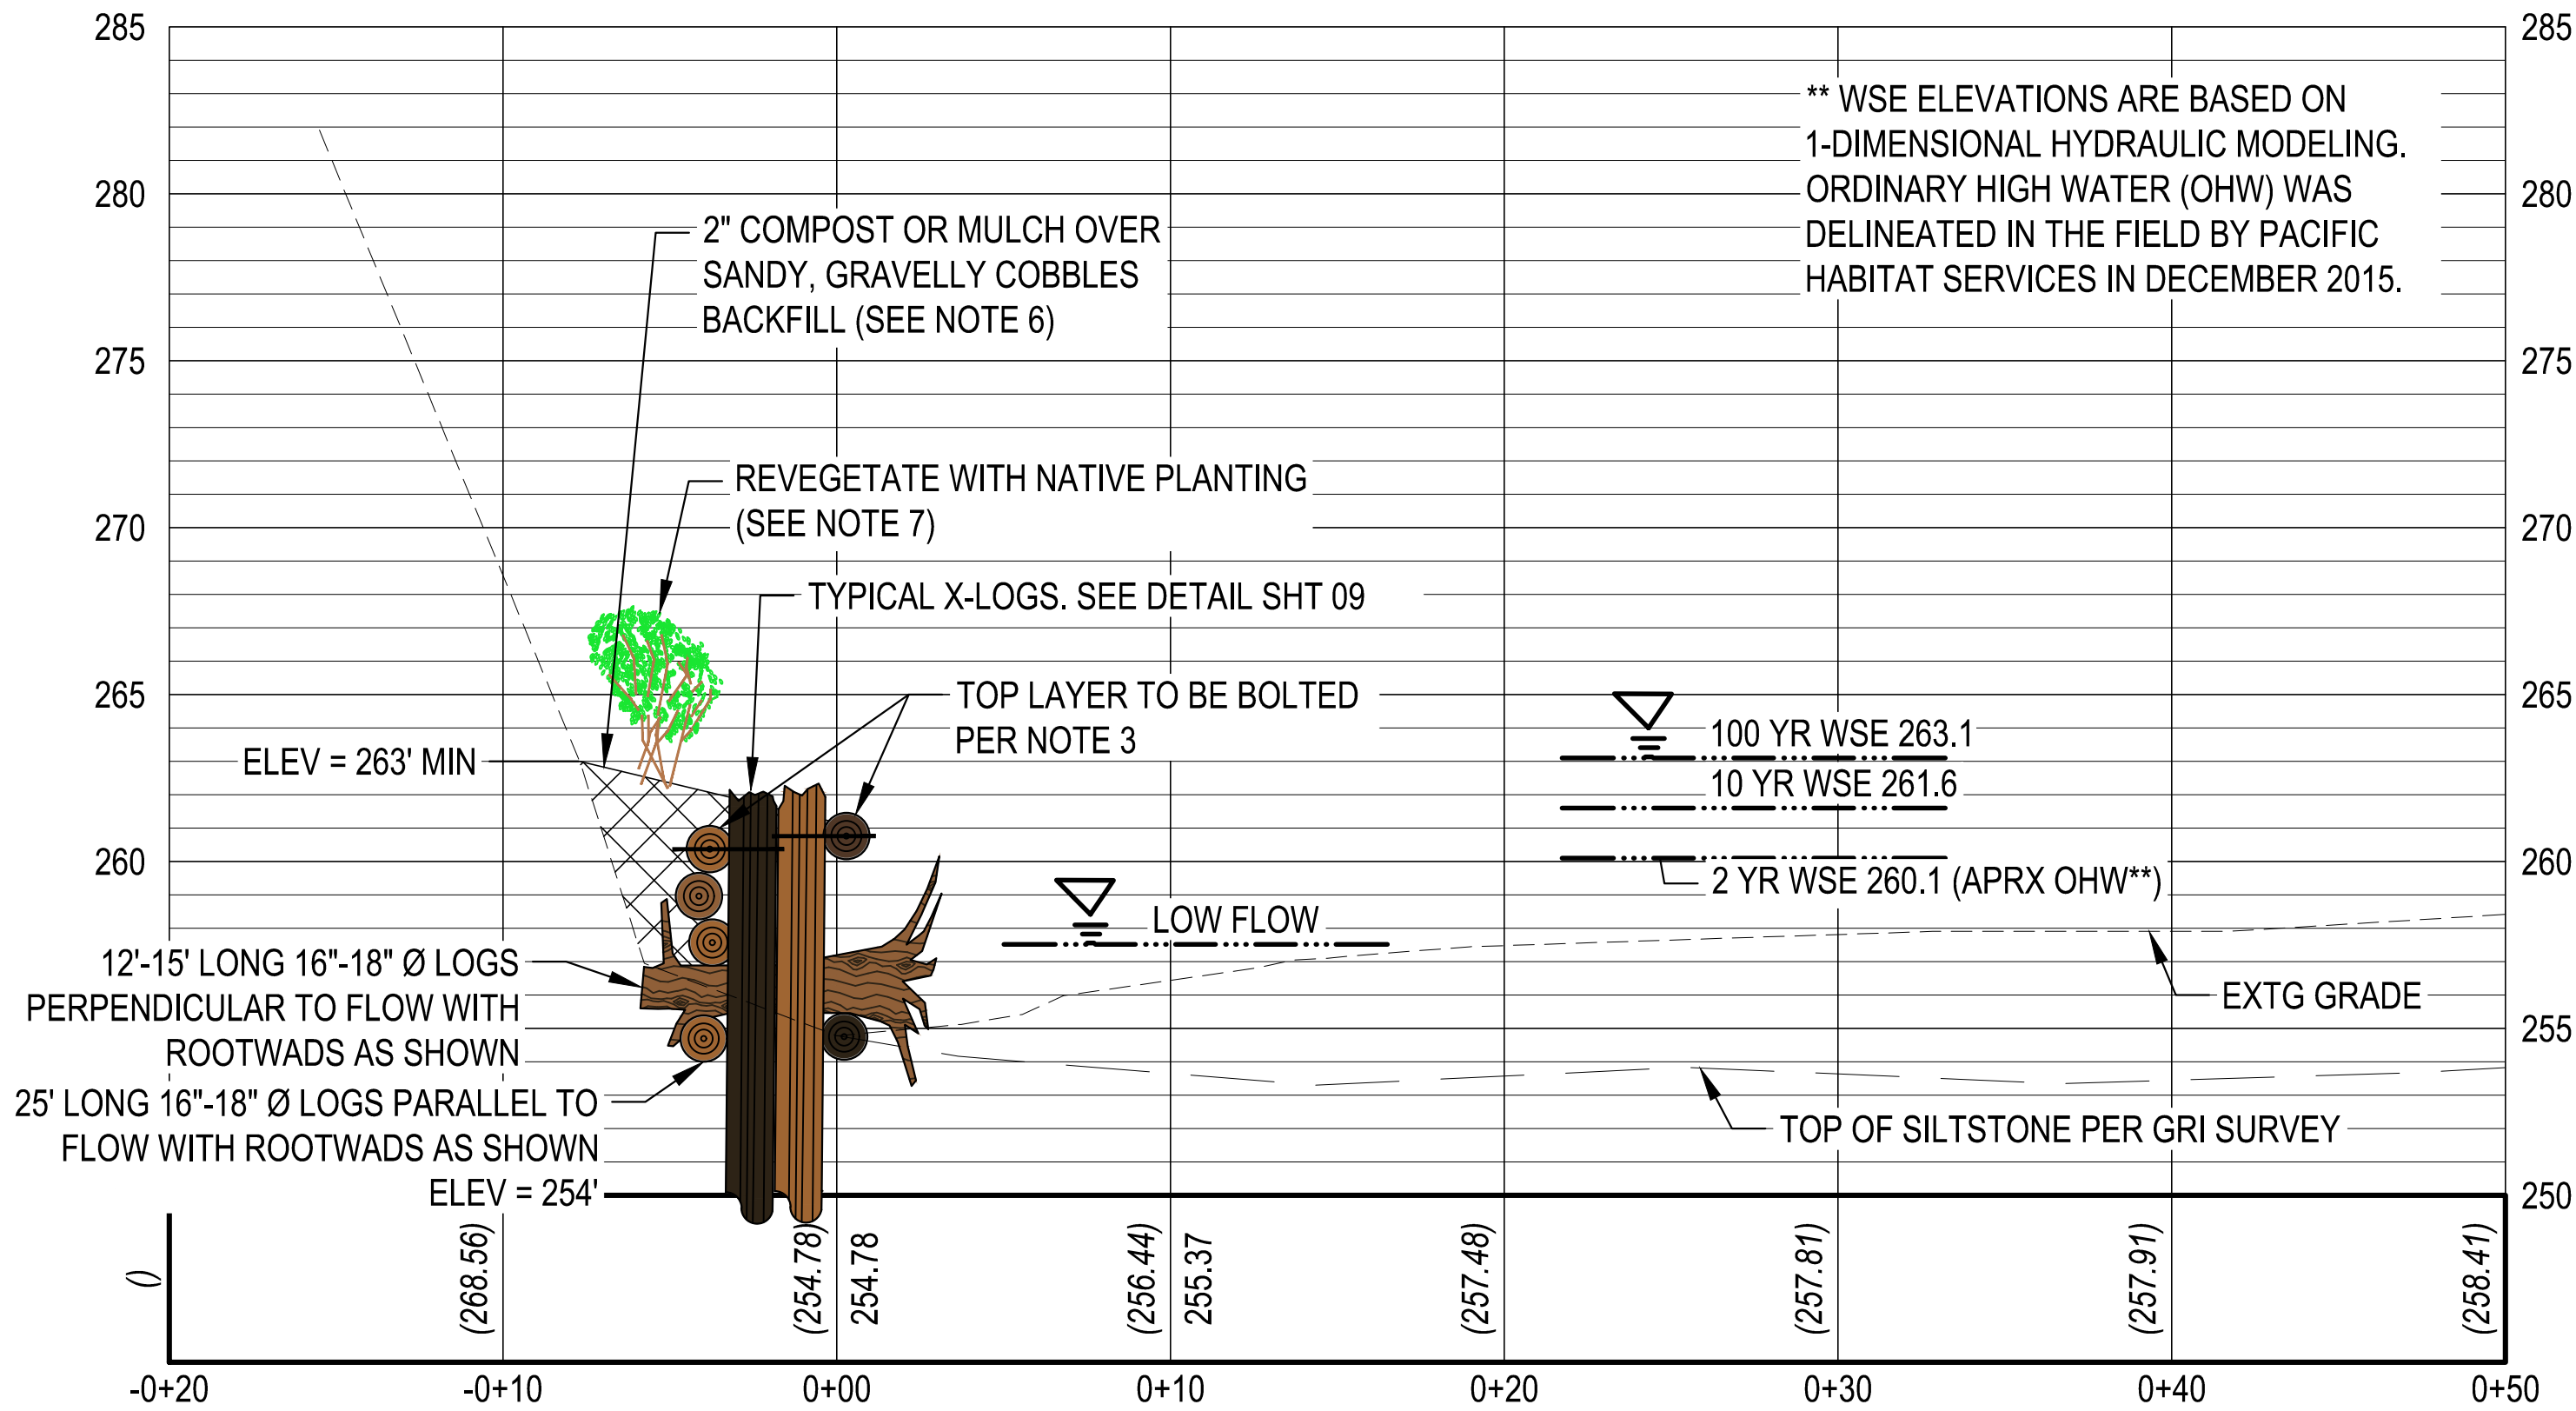 285
285
** WSE ELEVATIONS ARE BASED ON
1-DIMENSIONAL HYDRAULIC MODELING.
ORDINARY HIGH WATER (OHW) WAS
DELINEATED IN THE FIELD BY PACIFIC
HABITAT SERVICES IN DECEMBER 2015.
280
280
2" COMPOST OR MULCH OVER
SANDY, GRAVELLY COBBLES
BACKFILL (SEE NOTE 6)
275
275
REVEGETATE WITH NATIVE PLANTING
(SEE NOTE 7)
270
270
TYPICAL X-LOGS. SEE DETAIL SHT 09
265
265
TOP LAYER TO BE BOLTED
PER NOTE 3
100 YR WSE 263.1
ELEV = 263' MIN
10 YR WSE 261.6
260
260
2 YR WSE 260.1 (APRX OHW**)
LOW FLOW
12'-15' LONG 16"-18" Ø LOGS
PERPENDICULAR TO FLOW WITH
ROOTWADS AS SHOWN
EXTG GRADE
255
25' LONG 16"-18" Ø LOGS PARALLEL TO
FLOW WITH ROOTWADS AS SHOWN
TOP OF SILTSTONE PER GRI SURVEY
ELEV = 254'
250
()
(268.56)
(254.78)
254.78
(256.44)
255.37
(257.48)
(257.81)
(257.91)
(258.41)
-0+20
-0+10
0+00
0+10
0+20
0+30
0+40
0+50